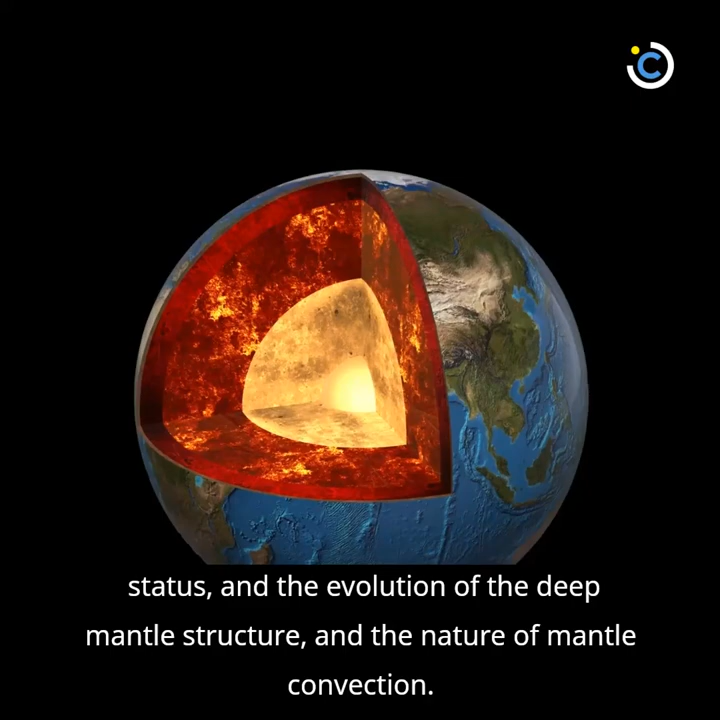 C
status, and the evolution of the deep
mantle structure, and the nature of mantle
convection.